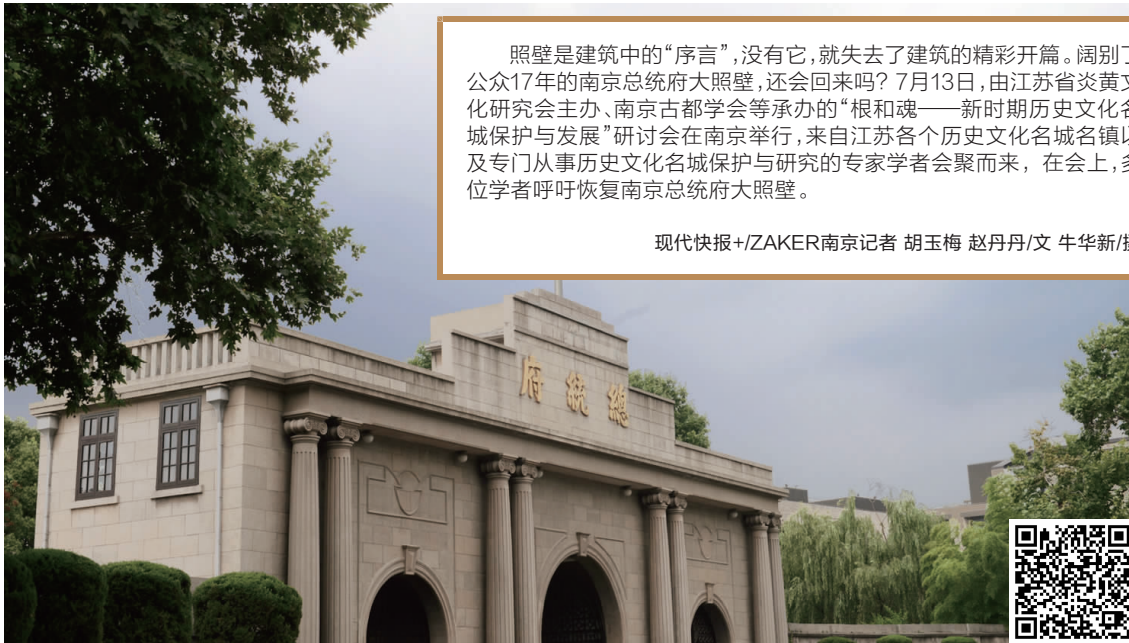 照壁是建筑中的“序言”,没有它,就失去了建筑的精彩开篇。阔别了
公众17年的南京总统府大照壁,还会回来吗? 7月13日,由江苏省炎黄文
化研究会主办、南京古都学会等承办的“根和魂——新时期历史文化名
城保护与发展”研讨会在南京举行,来自江苏各个历史文化名城名镇以
及专门从事历史文化名城保护与研究的专家学者会聚而来，在会上,多
位学者呼吁恢复南京总统府大照壁。
现代快报+/ZAKER南京记者 胡玉梅 赵丹丹/文 牛华新/摄
府統總